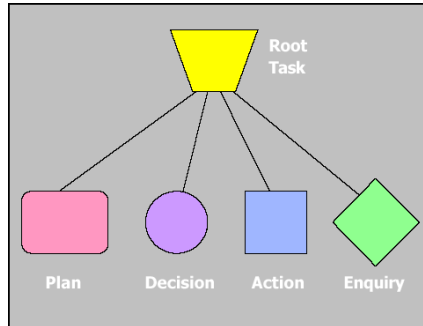 Root
Task
Plan
Decision
Action
Enquiry